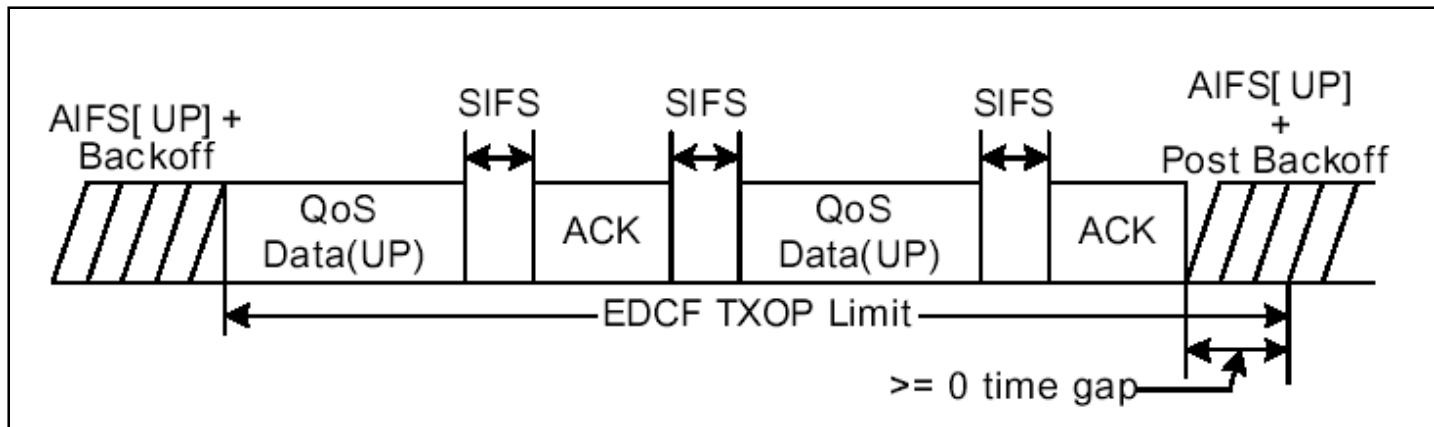 AIFS[ UP] +
Backoff
SIFS
SIFS
SIFS
AIFS[ UP]
+
Post Backoff
QoS
Data(UP)
ACK
QoS
Data(UP)
ACK
EDCF TXOP Limit
>= 0 time gap